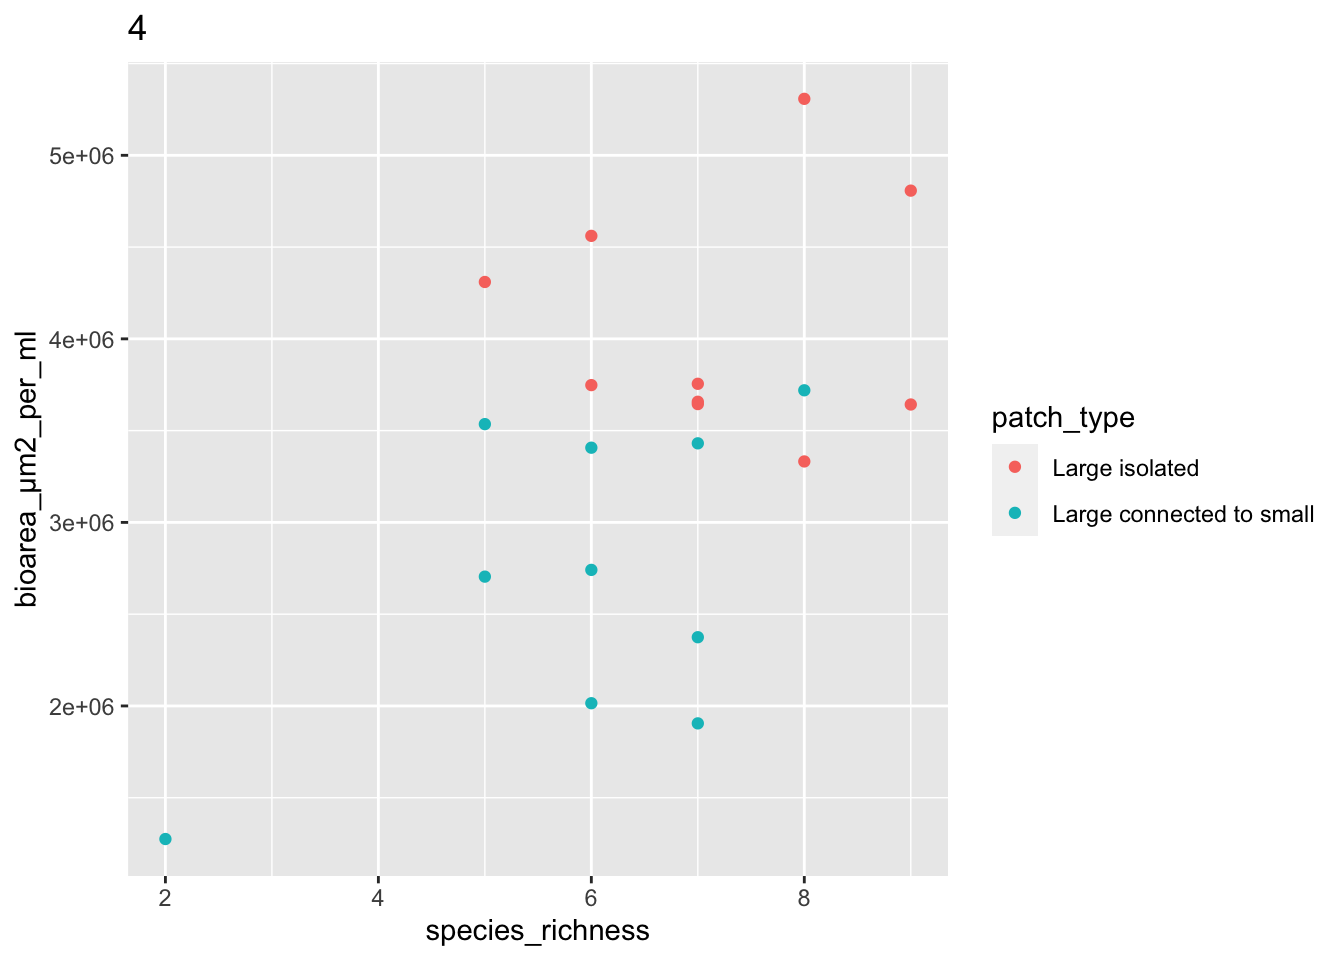 4
5e+06
4e+06
3e+06
2e+06
bioarea_µm2_per_ml
2 4 6 8
species_richness
patch_type
Large isolated
Large connected to small